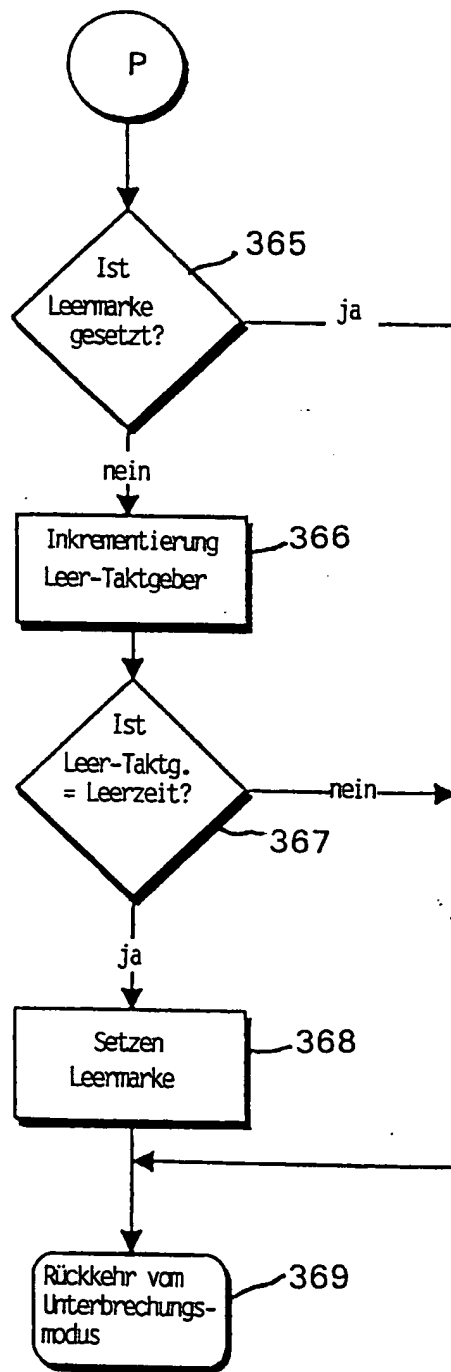 P
365
Ist
Leermarke
gesetzt?
ja
nein
Inkrementierung
Leer-Taktgeber
366
Ist
Leer-Taktg.
= Leerzeit?
nein
367
ja
Setzen
Leermarke
368
Rückkehr vom
Unterbrechungs-
modus
369